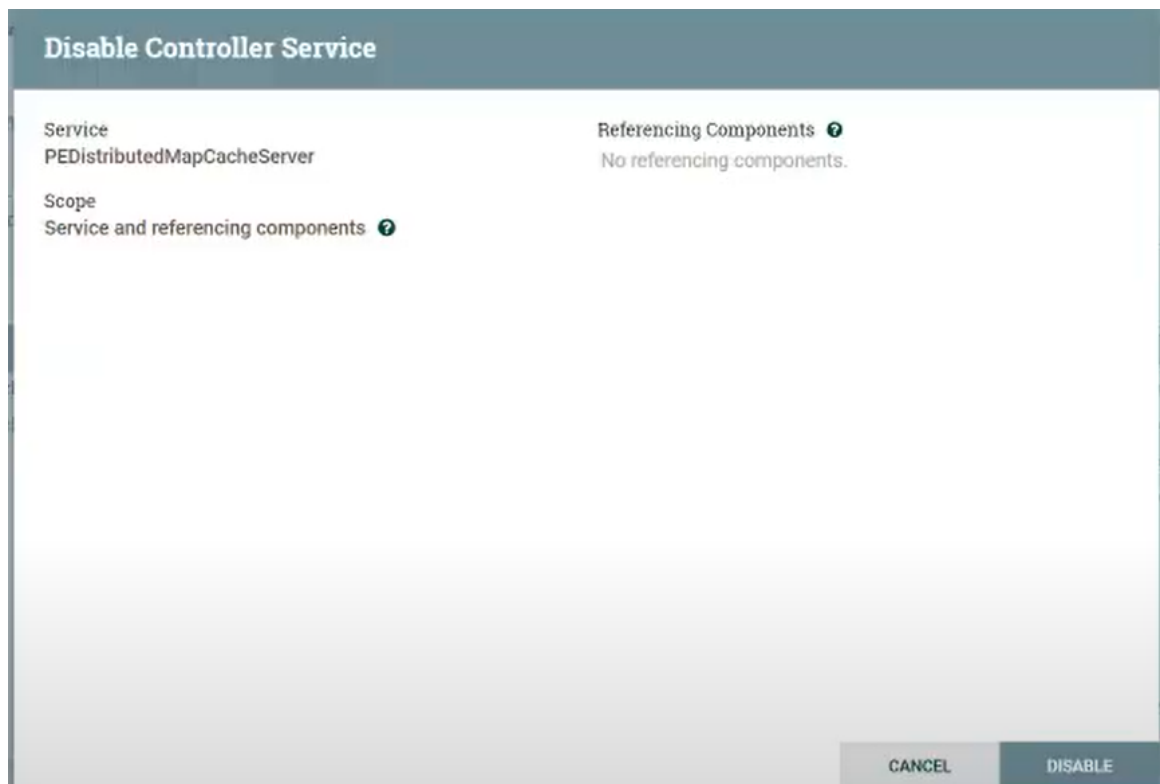 Disable Controller Service
Service
PEDistributedMapCacheServer
Scope
Service and referencing components
Referencing Components
No referencing components.
CANCEL
DISABLE